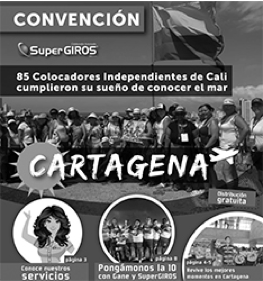 CONVENCIÓN
SuperGIROS
85 Colocadores Independientes de Cali
cumplieron su sueño de conocer el mar
CARTAGENA
Distribución
gratuita
página 3
Conoce nuestros
servicios
página 8
Pongámonos la 10
con Gane y SuperGIROS
página 4-5
Revive los mejores
momentos en Cartagena